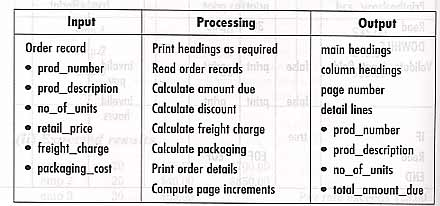 Input Processing Output
Order record Print headings as required main headings
• prod_number Read order records column headings
• prod_description Calculate amount due page number
• no_of_units Calculate discount detail lines
• retail_price Calculate freight charge • prod_number
• freight_charge Calculate packaging • prod_description
• packaging_cost Print order details • no_of_units
Compute page increments • total_amount_due